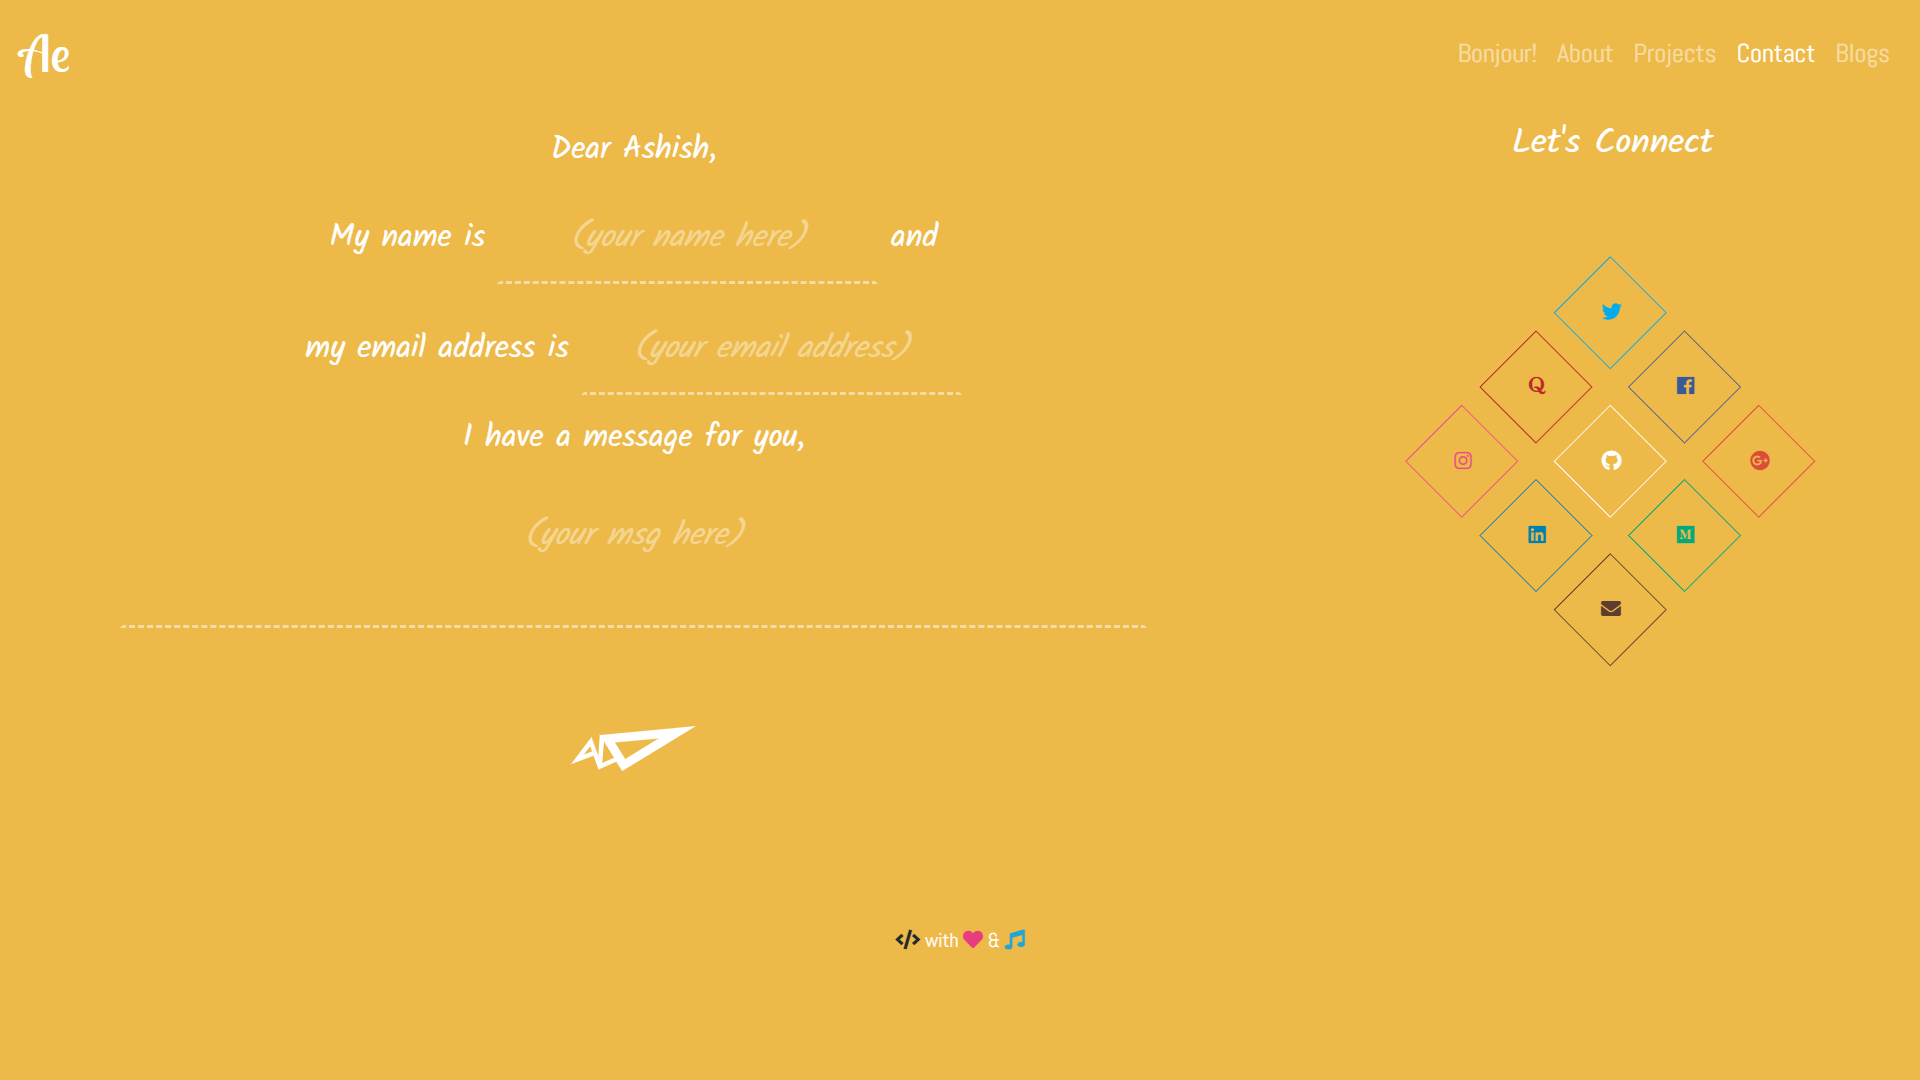 Ae
Bonjour! About Projects Contact Blogs
Dear Ashish,
My name is (your name here) and
my email address is (your email address)
I have a message for you,
(your msg here)
Let's Connect
</> with &